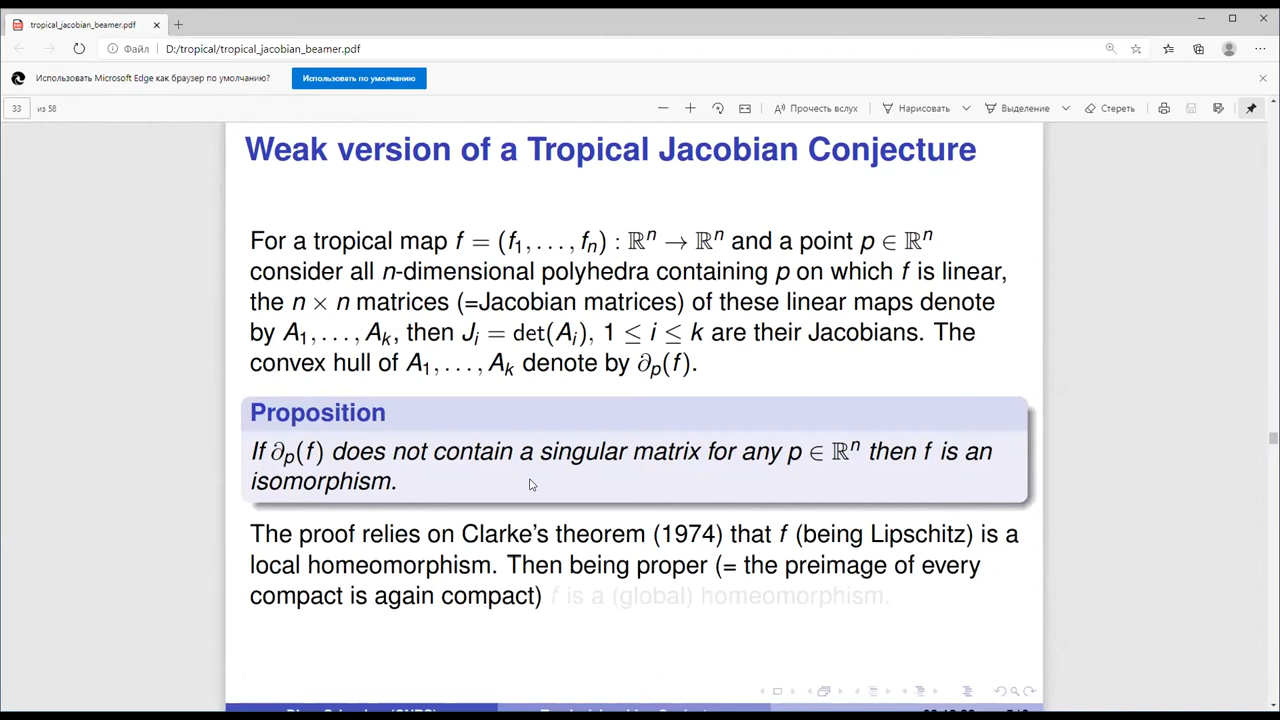 tropical_jacobian_beamer.pdf
Файл D:/tropical/tropical_jacobian_beamer.pdf
Использовать Microsoft Edge как браузер по умолчанию? Использовать по умолчанию
33 из 58 Прочесть вслух Нарисовать Выделение Стереть
Weak version of a Tropical Jacobian Conjecture
For a tropical map f = (f₁, . . . , fₙ) : ℝⁿ → ℝⁿ and a point p ∈ ℝⁿ
consider all n-dimensional polyhedra containing p on which f is linear,
the n × n matrices (=Jacobian matrices) of these linear maps denote
by A₁, . . . , Aₖ, then Jᵢ = det(Aᵢ), 1 ≤ i ≤ k are their Jacobians. The
convex hull of A₁, . . . , Aₖ denote by ∂ₚ(f).
Proposition
If ∂ₚ(f) does not contain a singular matrix for any p ∈ ℝⁿ then f is an
isomorphism.
The proof relies on Clarke's theorem (1974) that f (being Lipschitz) is a
local homeomorphism. Then being proper (= the preimage of every
compact is again compact) f is a (global) homeomorphism.